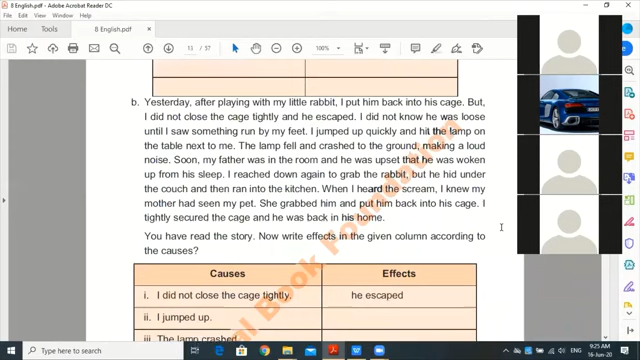 8 English.pdf - Adobe Acrobat Reader DC
File Edit View Window Help
Home Tools 8 English.pdf ×
13 / 57 100%
b. Yesterday, after playing with my little rabbit, I put him back into his cage. But,
I did not close the cage tightly and he escaped. I did not know he was loose
until I saw something run by my feet. I jumped up quickly and hit the lamp on
the table next to me. The lamp fell and crashed to the ground, making a loud
noise. Soon, my father was in the room and he was upset that he was woken
up from his sleep. I reached down again to grab the rabbit, but he hid under
the couch and then ran into the kitchen. When I heard the scream, I knew my
mother had seen my pet. She grabbed him and put him back into his cage. I
tightly secured the cage and he was back in his home.
You have read the story. Now write effects in the given column according to
the causes?
Causes Effects
i. I did not close the cage tightly, he escaped
ii. I jumped up.
iii. The lamp crashed
al Book Foundation
9:25 AM
16-Jun-20